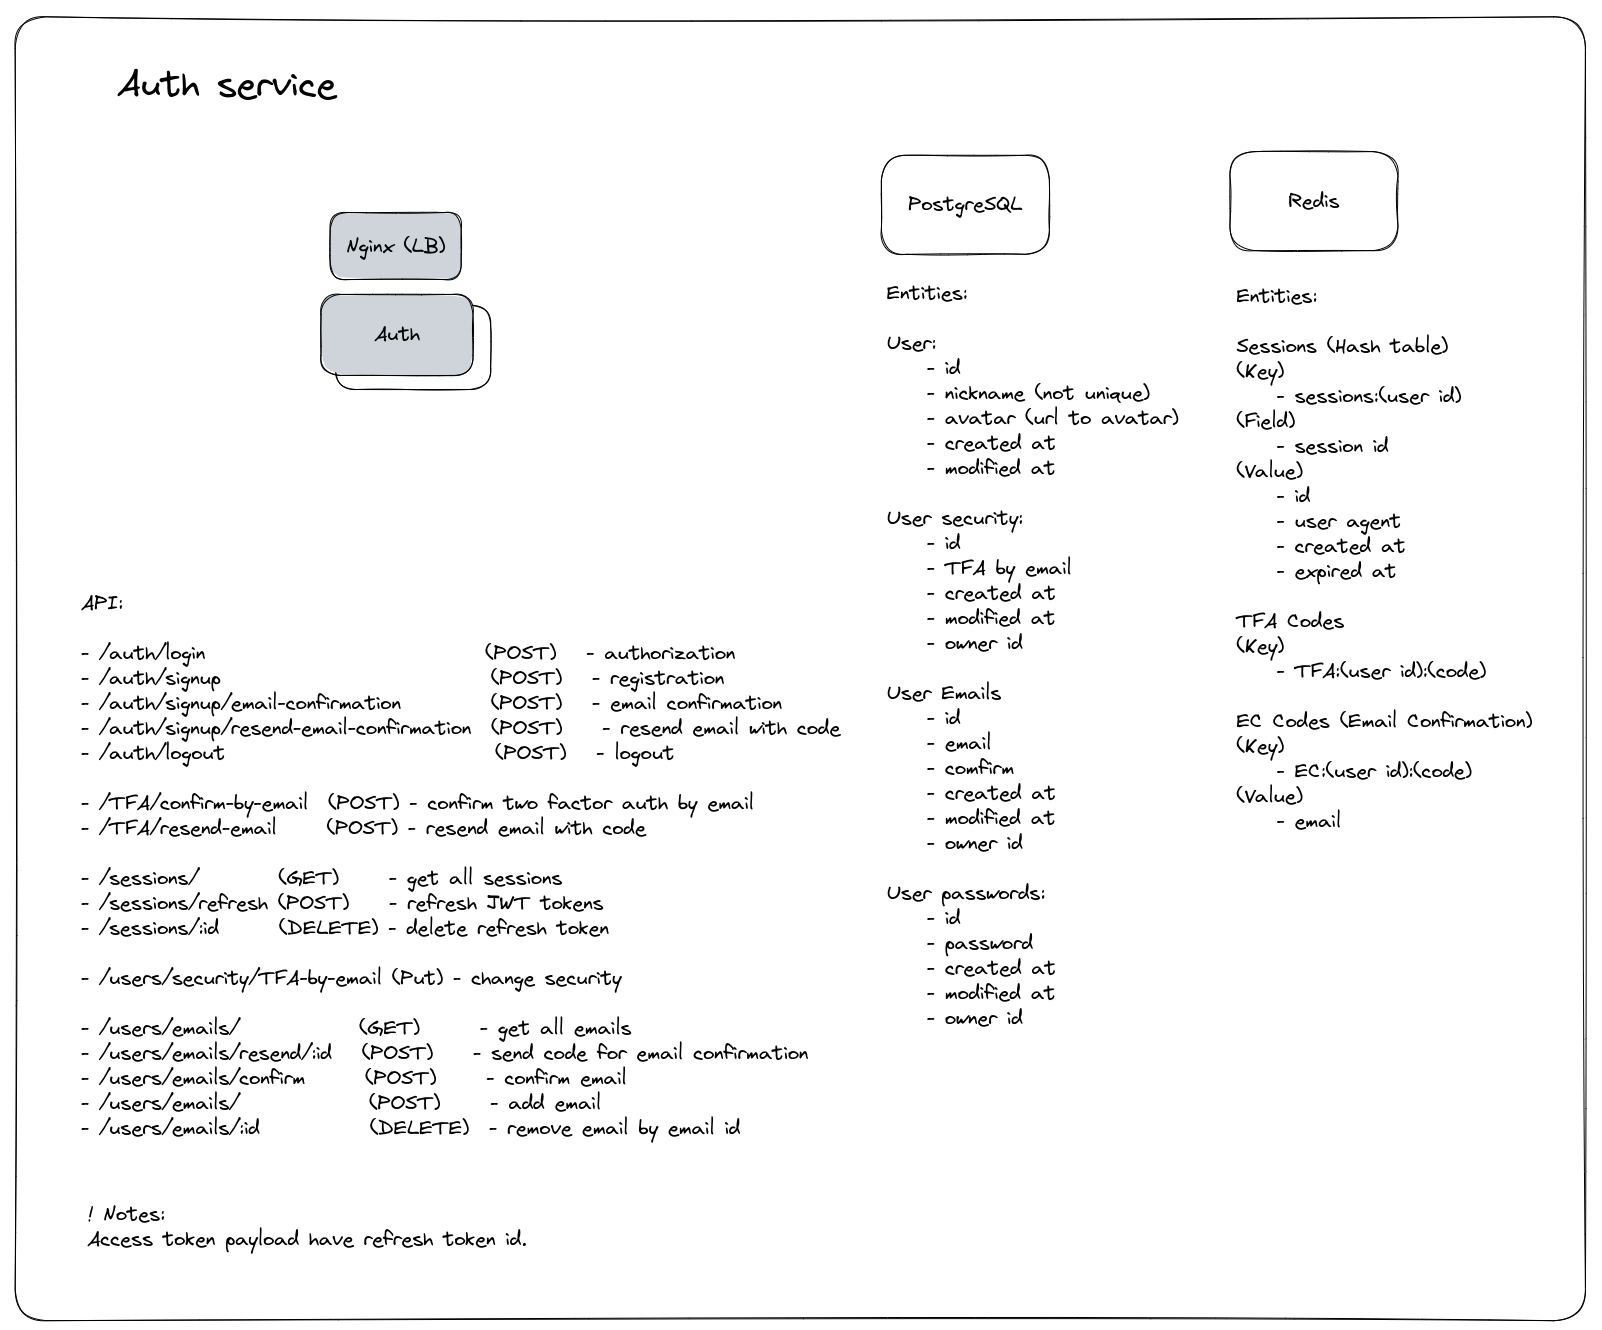 Auth service
Nginx (LB)
Auth
API:
- /auth/login (POST) - authorization
- /auth/signup (POST) - registration
- /auth/signup/email-confirmation (POST) - email confirmation
- /auth/signup/resend-email-confirmation (POST) - resend email with code
- /auth/logout (POST) - logout
- /TFA/confirm-by-email (POST) - confirm two factor auth by email
- /TFA/resend-email (POST) - resend email with code
- /sessions/ (GET) - get all sessions
- /sessions/refresh (POST) - refresh JWT tokens
- /sessions/:id (DELETE) - delete refresh token
- /users/security/TFA-by-email (Put) - change security
- /users/emails/ (GET) - get all emails
- /users/emails/resend/:id (POST) - send code for email confirmation
- /users/emails/confirm (POST) - confirm email
- /users/emails/ (POST) - add email
- /users/emails/:id (DELETE) - remove email by email id
! Notes:
Access token payload have refresh token id.
PostgreSQL
Entities:
User:
- id
- nickname (not unique)
- avatar (url to avatar)
- created at
- modified at
User security:
- id
- TFA by email
- created at
- modified at
- owner id
User Emails
- id
- email
- comfirm
- created at
- modified at
- owner id
User passwords:
- id
- password
- created at
- modified at
- owner id
Redis
Entities:
Sessions (Hash table)
(Key)
- sessions:(user id)
(Field)
- session id
(Value)
- id
- user agent
- created at
- expired at
TFA Codes
(Key)
- TFA:(user id):(code)
EC Codes (Email Confirmation)
(Key)
- EC:(user id):(code)
(Value)
- email